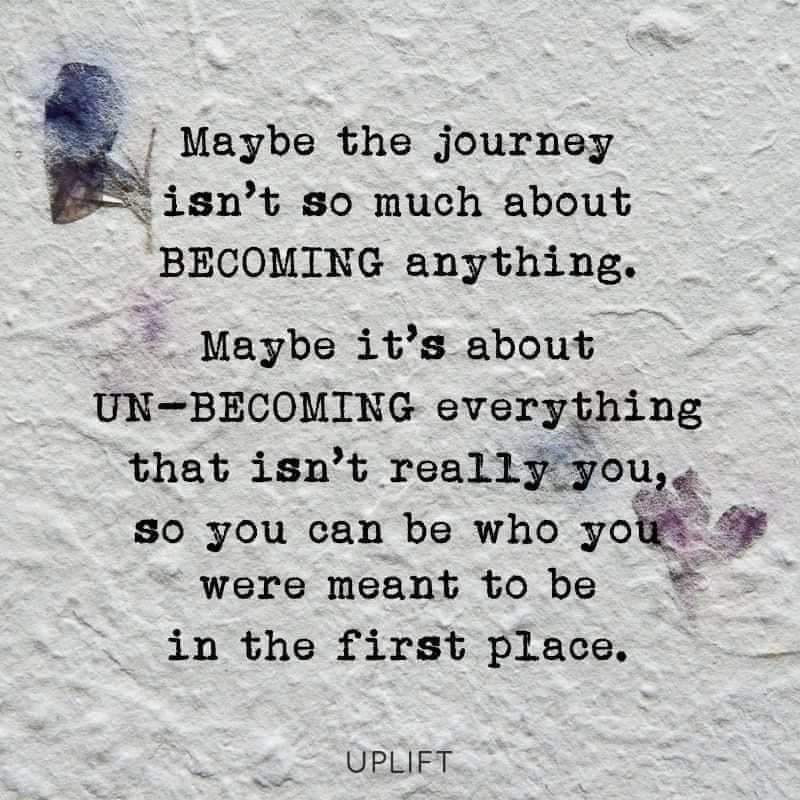 Maybe the journey
isn't so much about
BECOMING anything.
Maybe it's about
UN-BECOMING everything
that isn't really you,
so you can be who you
were meant to be
in the first place.
UPLIFT